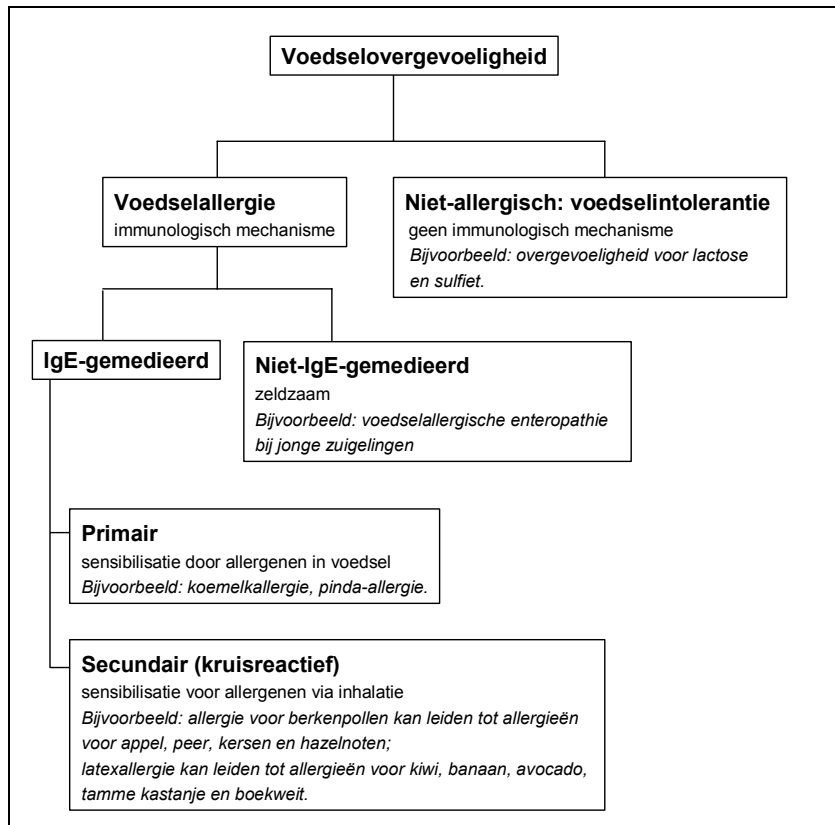 Voedselovergevoeligheid
Voedselallergie
immunologisch mechanisme
Niet-allergisch: voedselintolerantie
geen immunologisch mechanisme
Bijvoorbeeld: overgevoeligheid voor lactose
en sulfiet.
IgE-gemedieerd
Niet-IgE-gemedieerd
zeldzaam
Bijvoorbeeld: voedselallergische enteropathie
bij jonge zuigelingen
Primair
sensibilisatie door allergenen in voedsel
Bijvoorbeeld: koemelkallergie, pinda-allergie.
Secundair (kruisreactief)
sensibilisatie voor allergenen via inhalatie
Bijvoorbeeld: allergie voor berkenpollen kan leiden tot allergieën
voor appel, peer, kersen en hazelnoten;
latexallergie kan leiden tot allergieën voor kiwi, banaan, avocado,
tamme kastanje en boekweit.